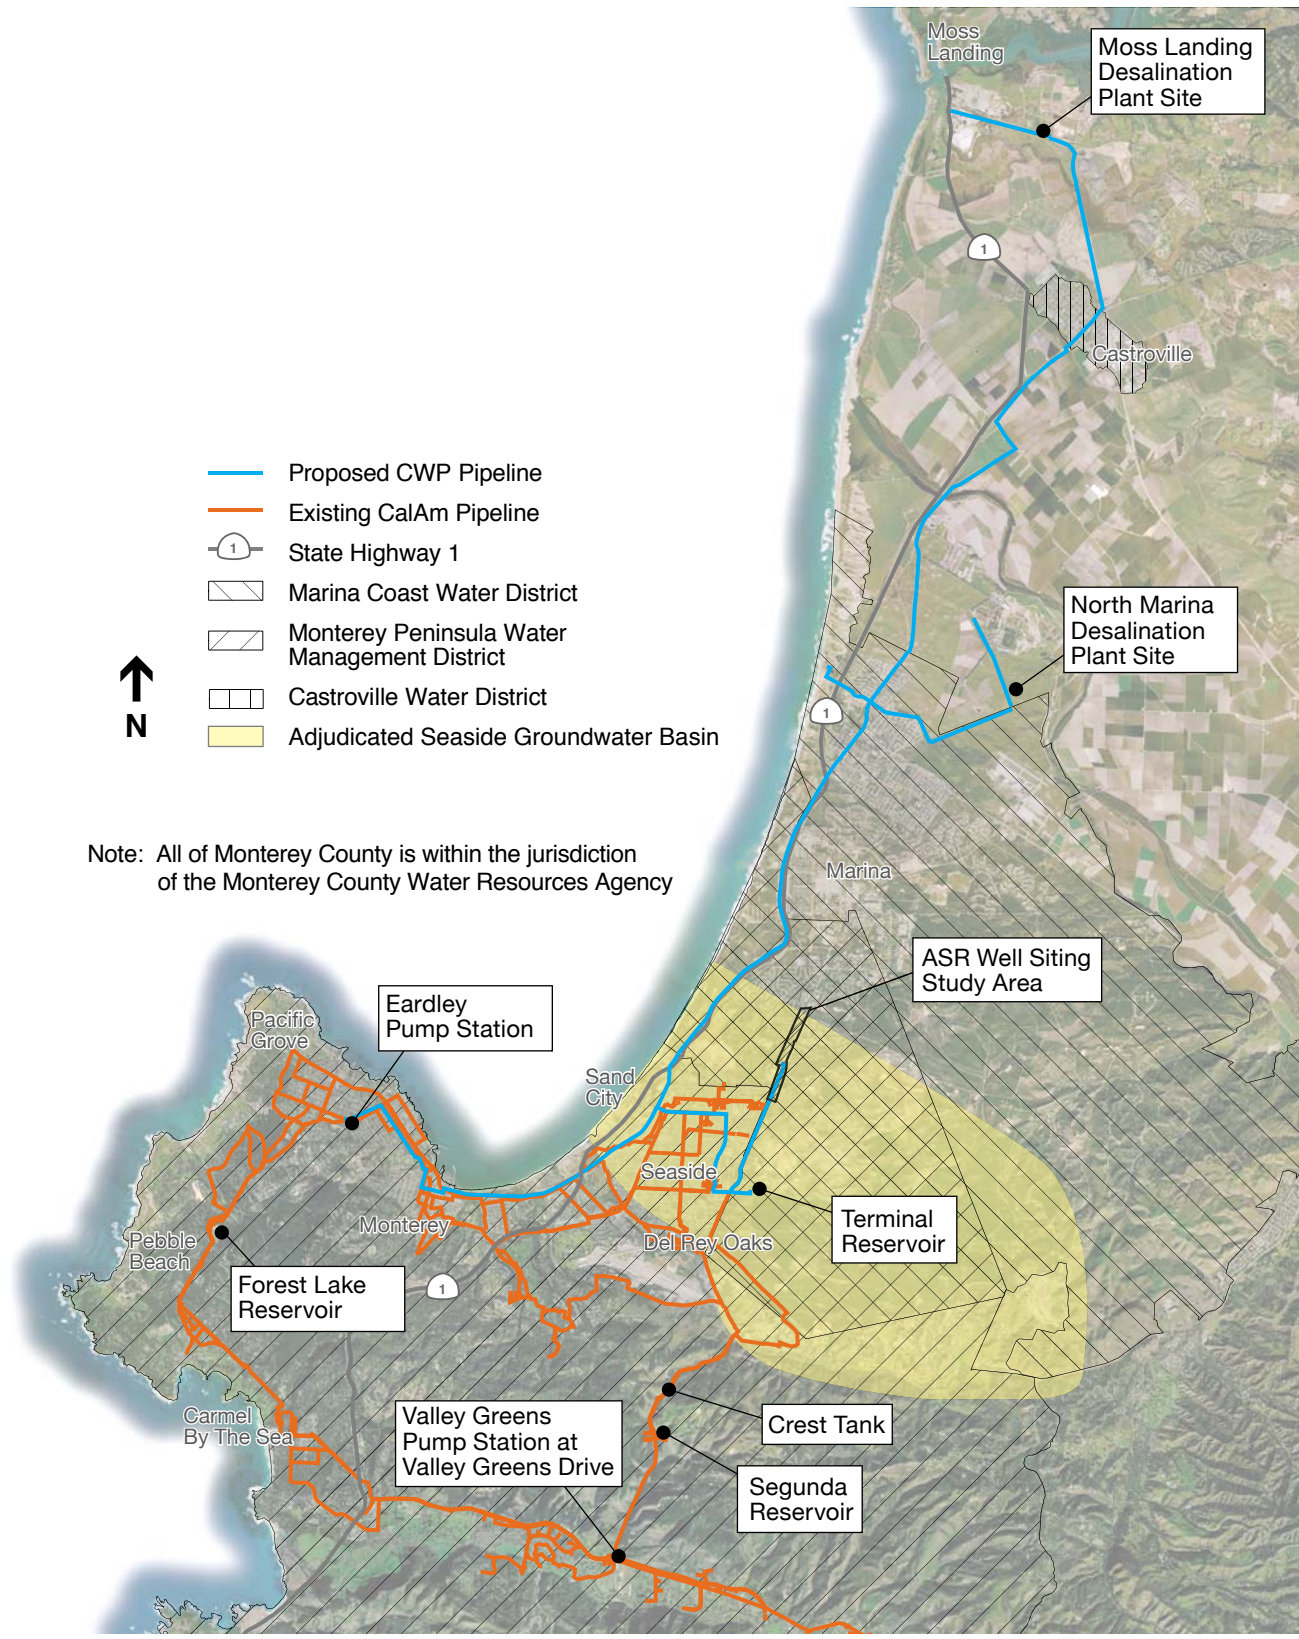 Moss
Landing
Moss Landing
Desalination
Plant Site
1
Castroville
Proposed CWP Pipeline
Existing CalAm Pipeline
1
State Highway 1
Marina Coast Water District
Monterey Peninsula Water
Management District
Castroville Water District
Adjudicated Seaside Groundwater Basin
N
North Marina
Desalination
Plant Site
1
Note: All of Monterey County is within the jurisdiction
of the Monterey County Water Resources Agency
Marina
ASR Well Siting
Study Area
Eardley
Pump Station
Pacific
Grove
Sand
City
Seaside
Monterey
Del Rey Oaks
Terminal
Reservoir
Pebble
Beach
Forest Lake
Reservoir
1
Carmel
By The Sea
Valley Greens
Pump Station at
Valley Greens Drive
Crest Tank
Segunda
Reservoir